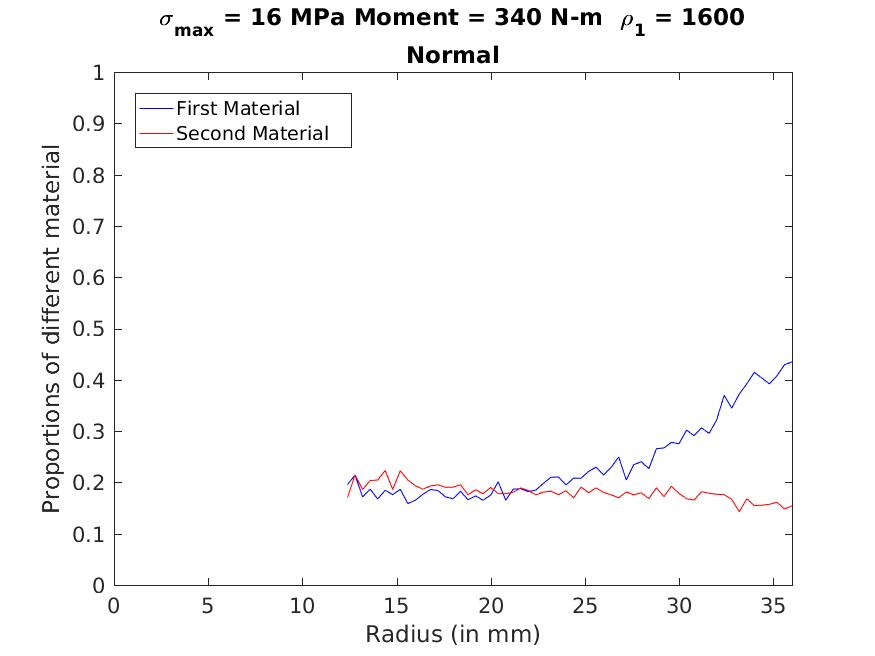 σmax = 16 MPa Moment = 340 N-m ρ1 = 1600
Normal
First Material
Second Material
Proportions of different material
1
0.9
0.8
0.7
0.6
0.5
0.4
0.3
0.2
0.1
0
0 5 10 15 20 25 30 35
Radius (in mm)